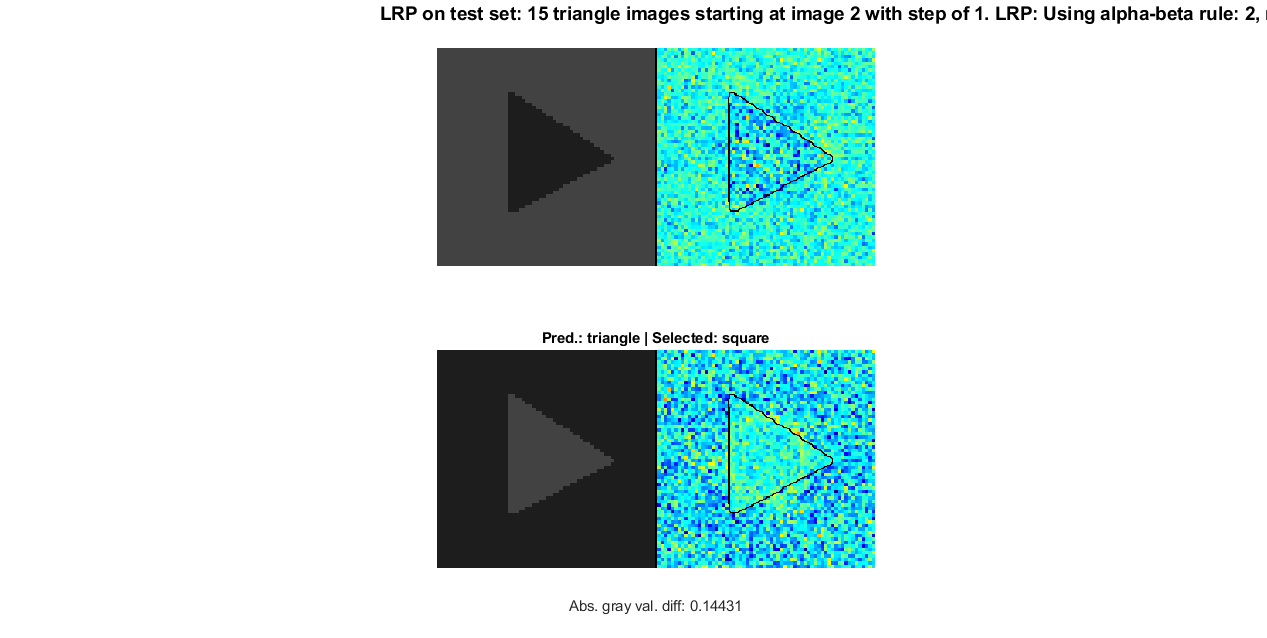 LRP on test set: 15 triangle images starting at image 2 with step of 1. LRP: Using alpha-beta rule: 2,
Pred.: triangle | Selected: square
Abs. gray val. diff: 0.14431